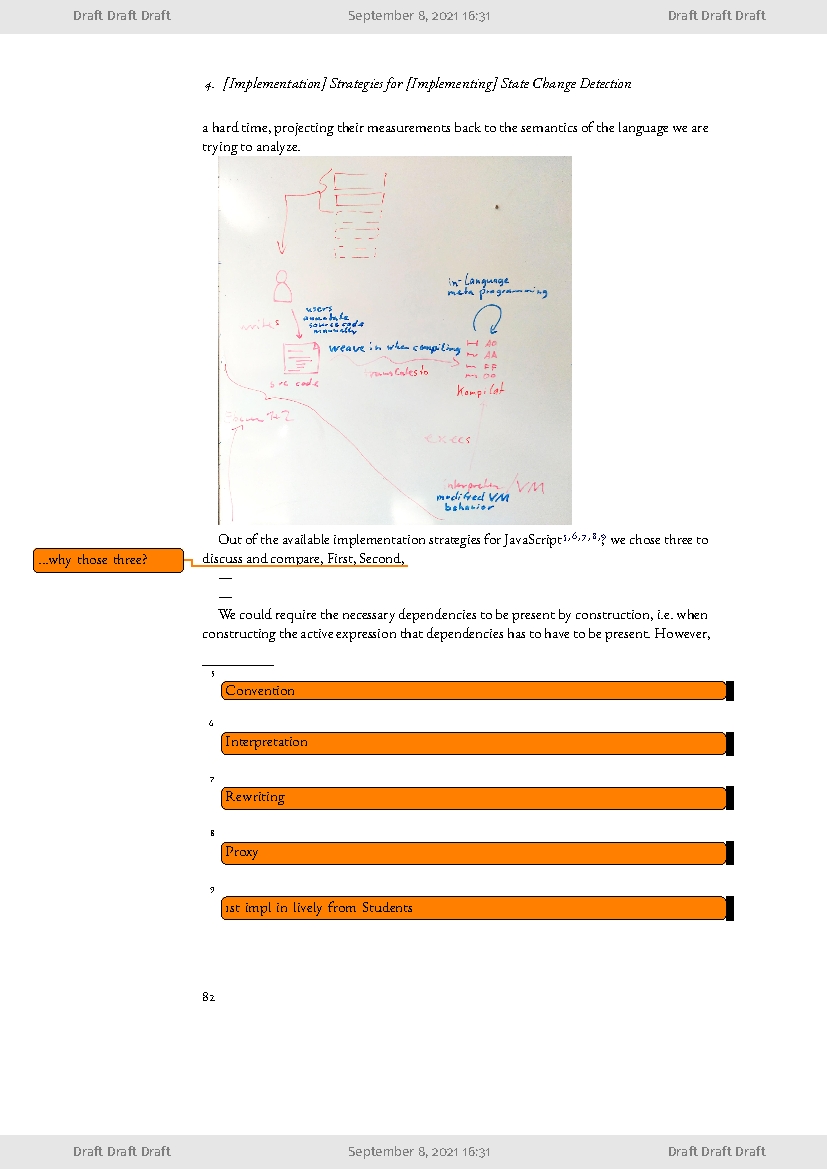 Draft Draft Draft September 8, 2021 16:31 Draft Draft Draft
4. [Implementation] Strategies for [Implementing] State Change Detection
a hard time, projecting their measurements back to the semantics of the language we are
trying to analyze.
in-Language
meta programming
users
annotate
source code
manually
writes
weave in when compiling
translates to
src code
AA
FF
Kompilat
execs
interpreter/VM
modified VM
behavior
Out of the available implementation strategies for JavaScript5,6,7,8,9? we chose three to
...why those three?
discuss and compare, First, Second,
—
—
We could require the necessary dependencies to be present by construction, i.e. when
constructing the active expression that dependencies has to have to be present. However,
5
Convention
6
Interpretation
7
Rewriting
8
Proxy
9
1st impl in lively from Students
82
Draft Draft Draft September 8, 2021 16:31 Draft Draft Draft